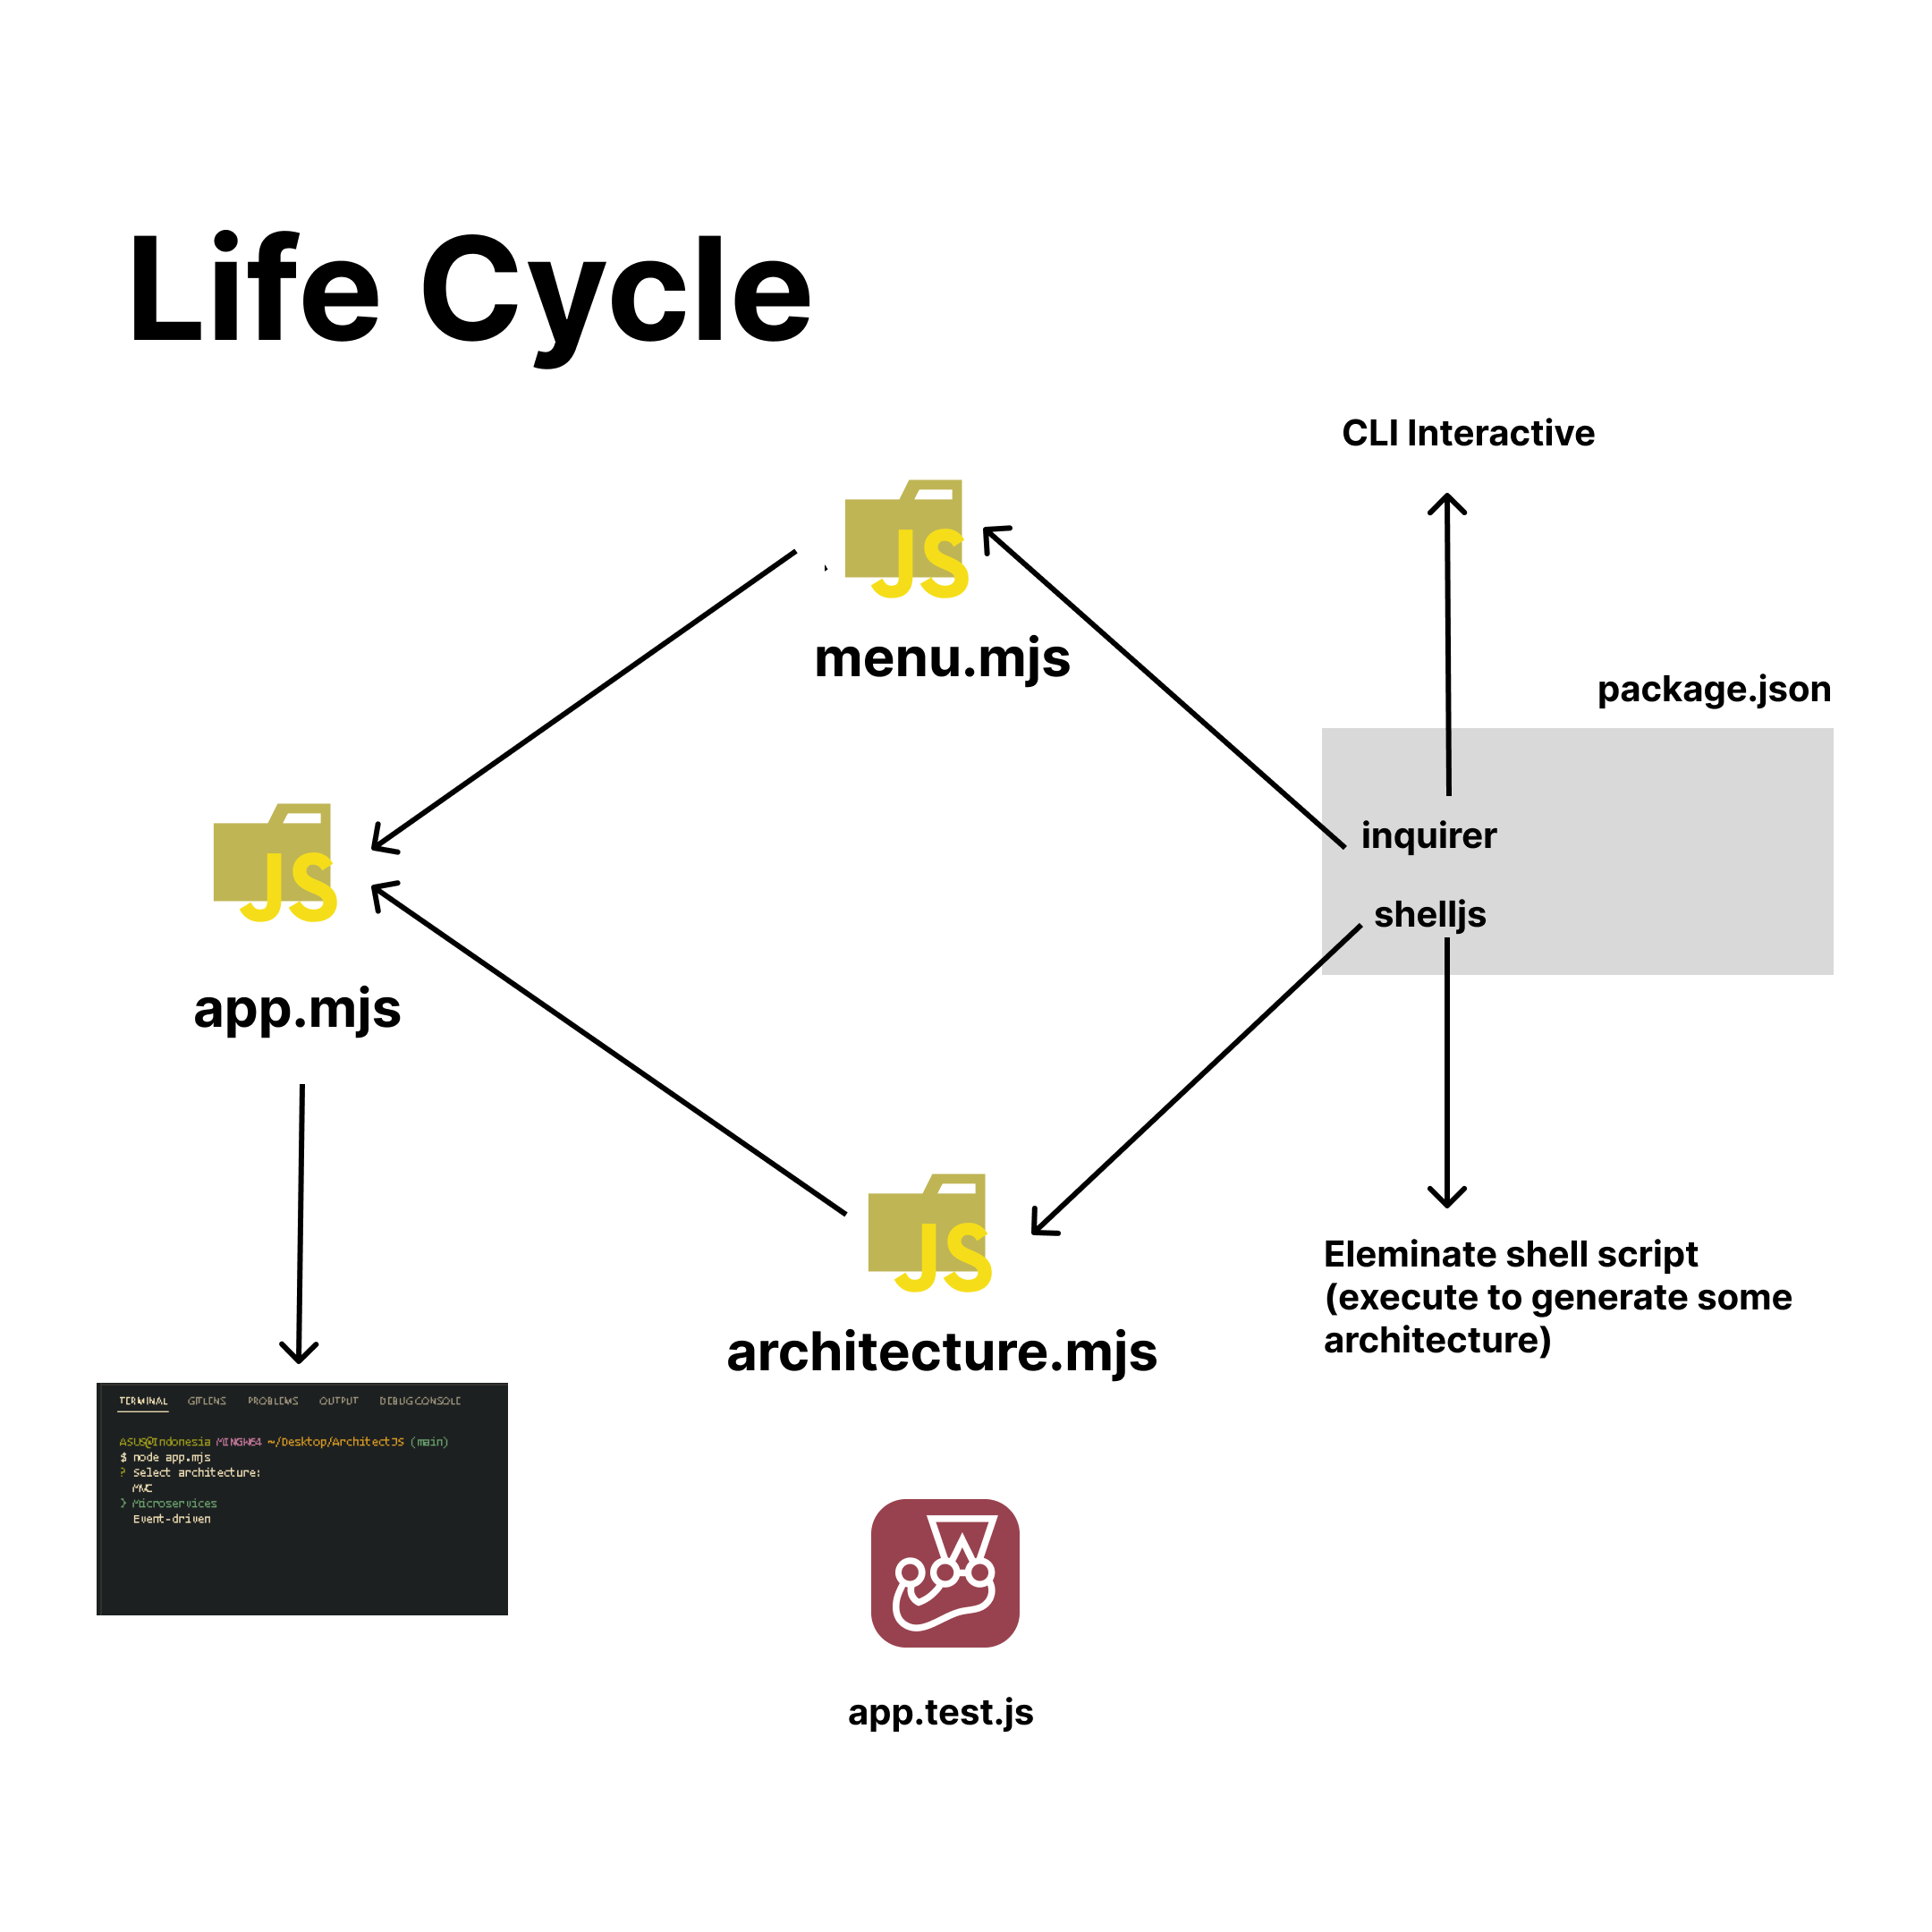 Life Cycle
CLI Interactive
JS
menu.mjs
package.json
inquirer
JS
shelljs
app.mjs
JS
architecture.mjs
Eleminate shell script
(execute to generate some
architecture)
TERMINAL GITLENS PROBLEMS OUTPUT DEBUG CONSOLE
ASUS@Indonesia MINGW64 ~/Desktop/ArchitectJS (main)
$ node app.mjs
? Select architecture:
MVC
❯ Microservices
Event-driven
app.test.js